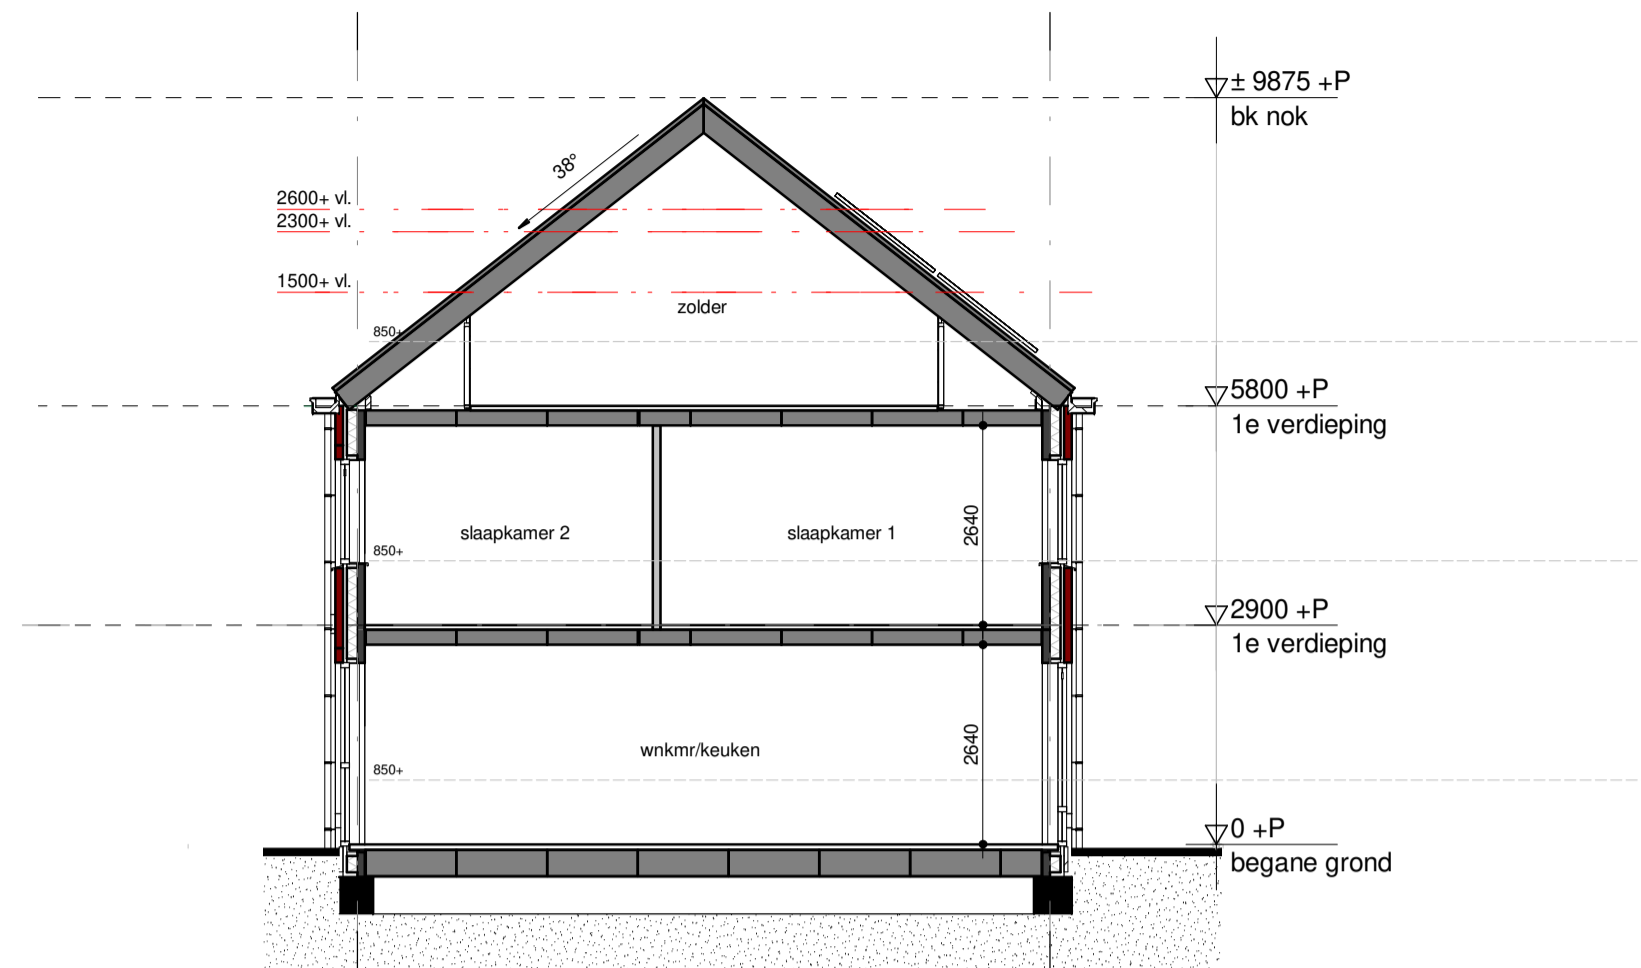 ± 9875 +P
bk nok
38°
2600+ vl.
2300+ vl.
1500+ vl.
zolder
850+
5800 +P
1e verdieping
slaapkamer 2
slaapkamer 1
2640
850+
2900 +P
1e verdieping
wnkmr/keuken
2640
850+
0 +P
begane grond